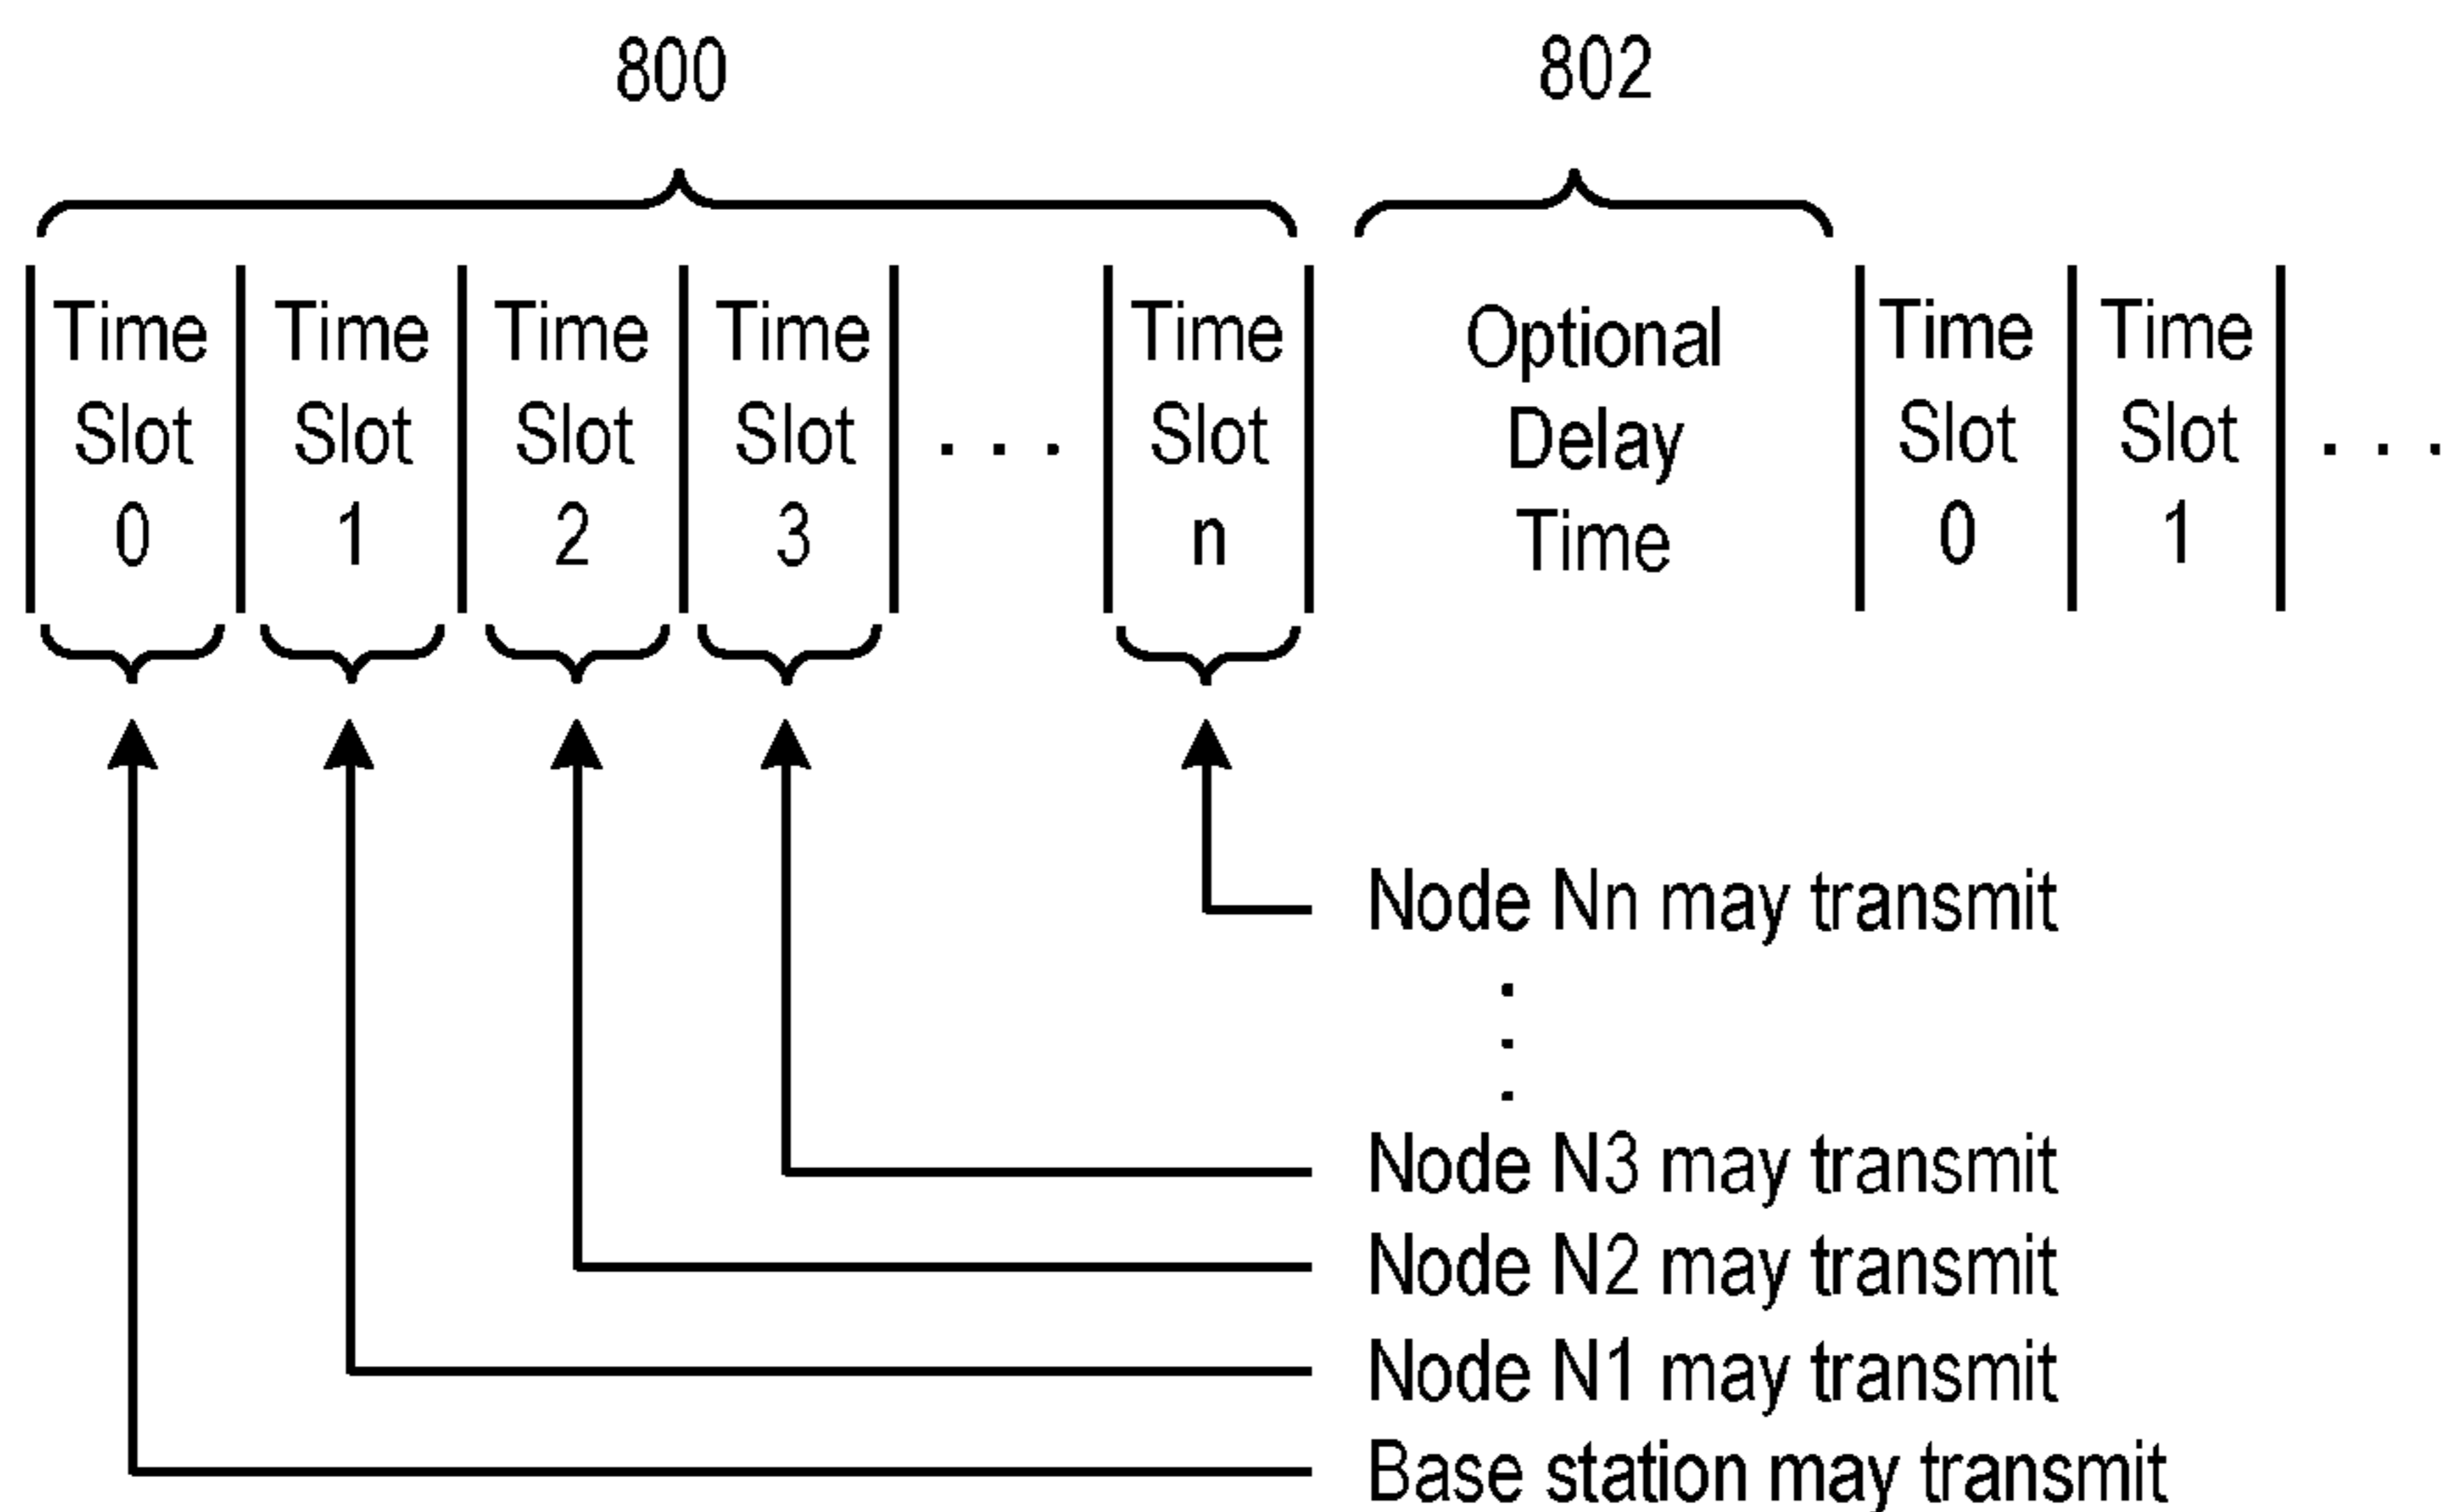 800
802
Time Slot 0
Time Slot 1
Time Slot 2
Time Slot 3
. . .
Time Slot n
Optional Delay Time
Time Slot 0
Time Slot 1
. . .
Node Nn may transmit
.
.
.
Node N3 may transmit
Node N2 may transmit
Node N1 may transmit
Base station may transmit